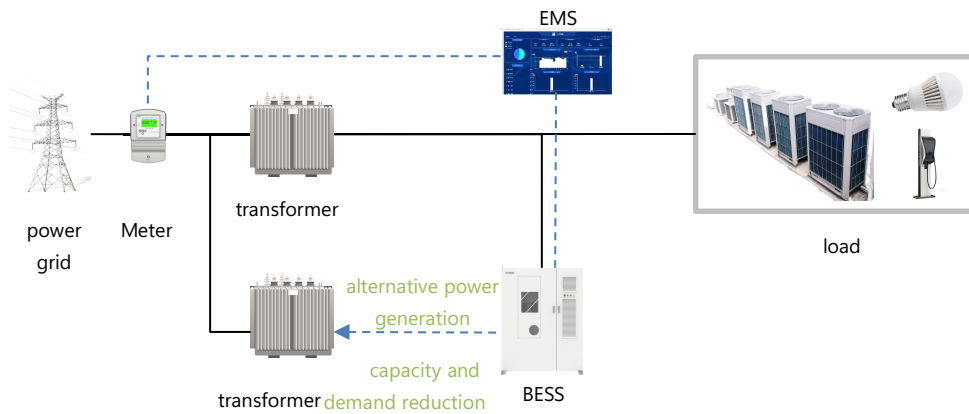 EMS
power
grid
Meter
transformer
load
alternative power
generation
capacity and
transformer demand reduction
BESS